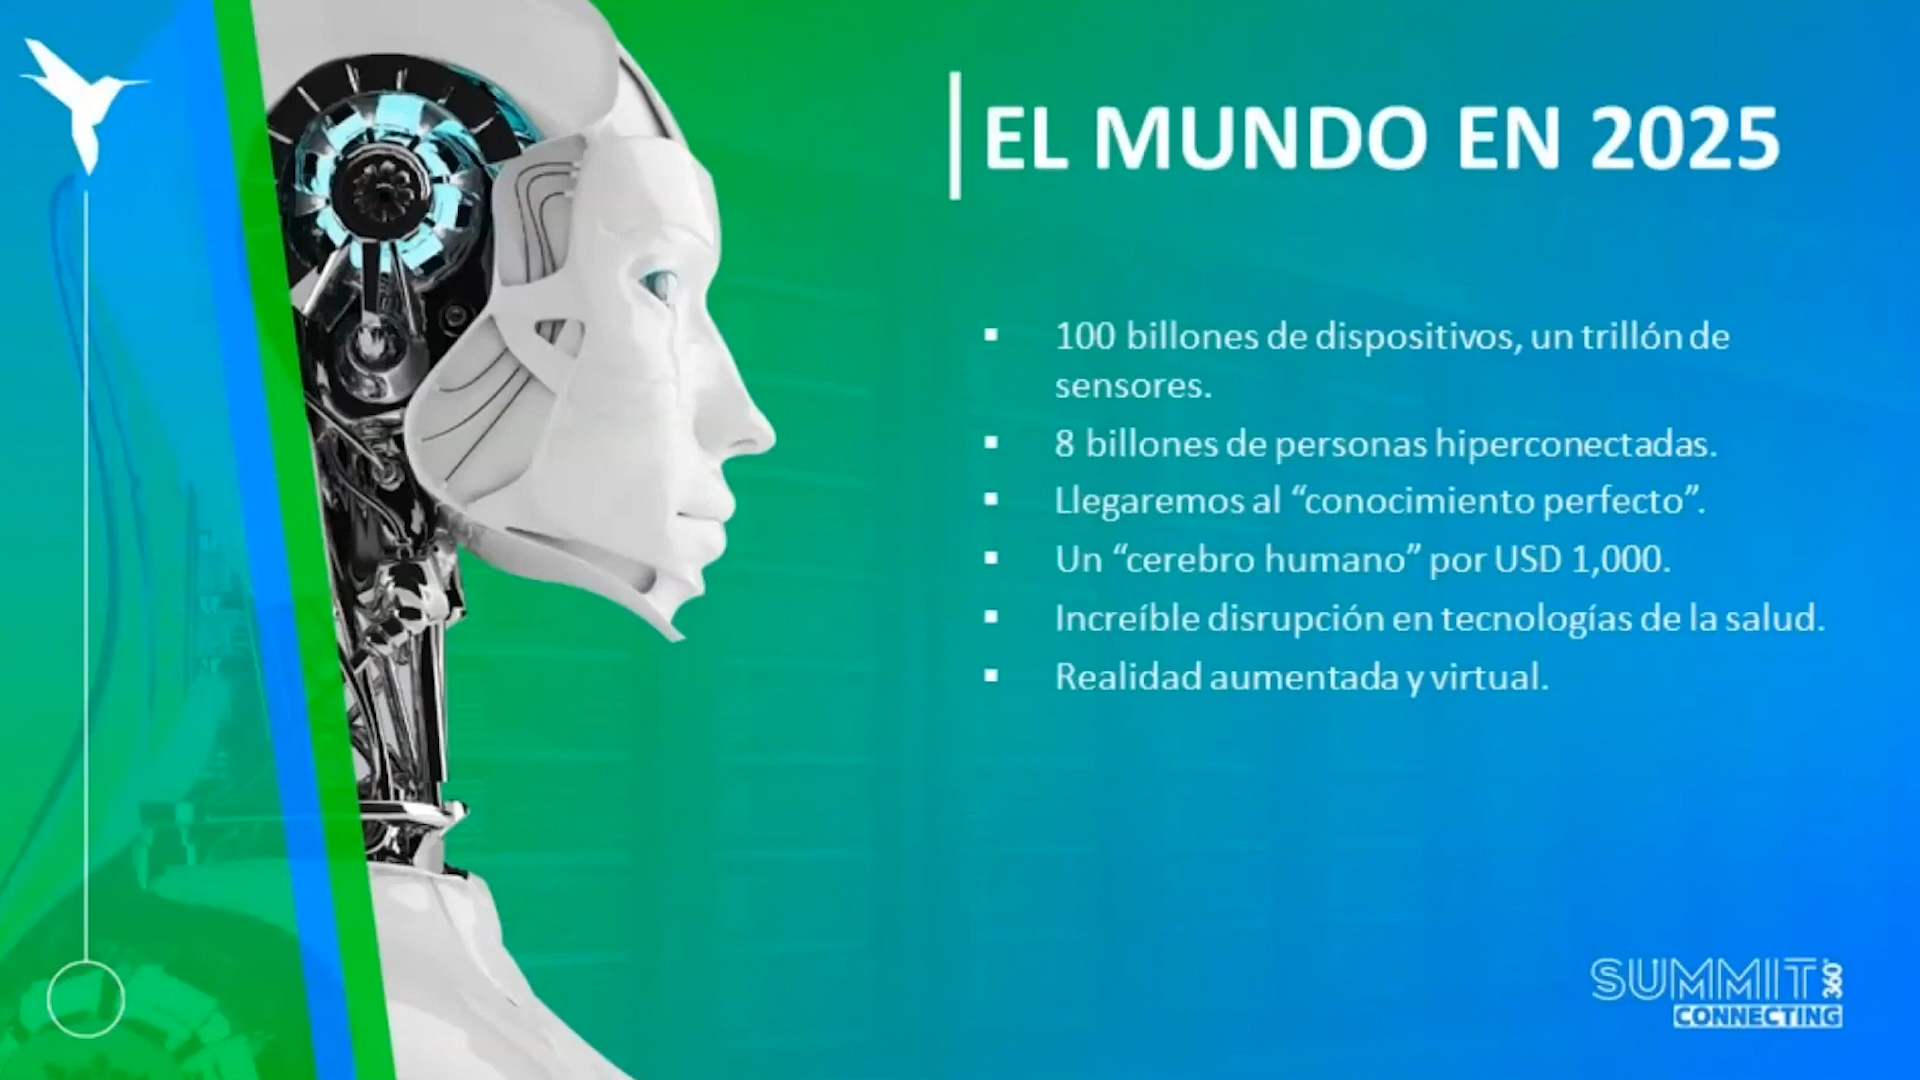 EL MUNDO EN 2025
▪ 100 billones de dispositivos, un trillón de
sensores.
▪ 8 billones de personas hiperconectadas.
▪ Llegaremos al “conocimiento perfecto”.
▪ Un “cerebro humano” por USD 1,000.
▪ Increíble disrupción en tecnologías de la salud.
▪ Realidad aumentada y virtual.
SUMMIT 360°
CONNECTING